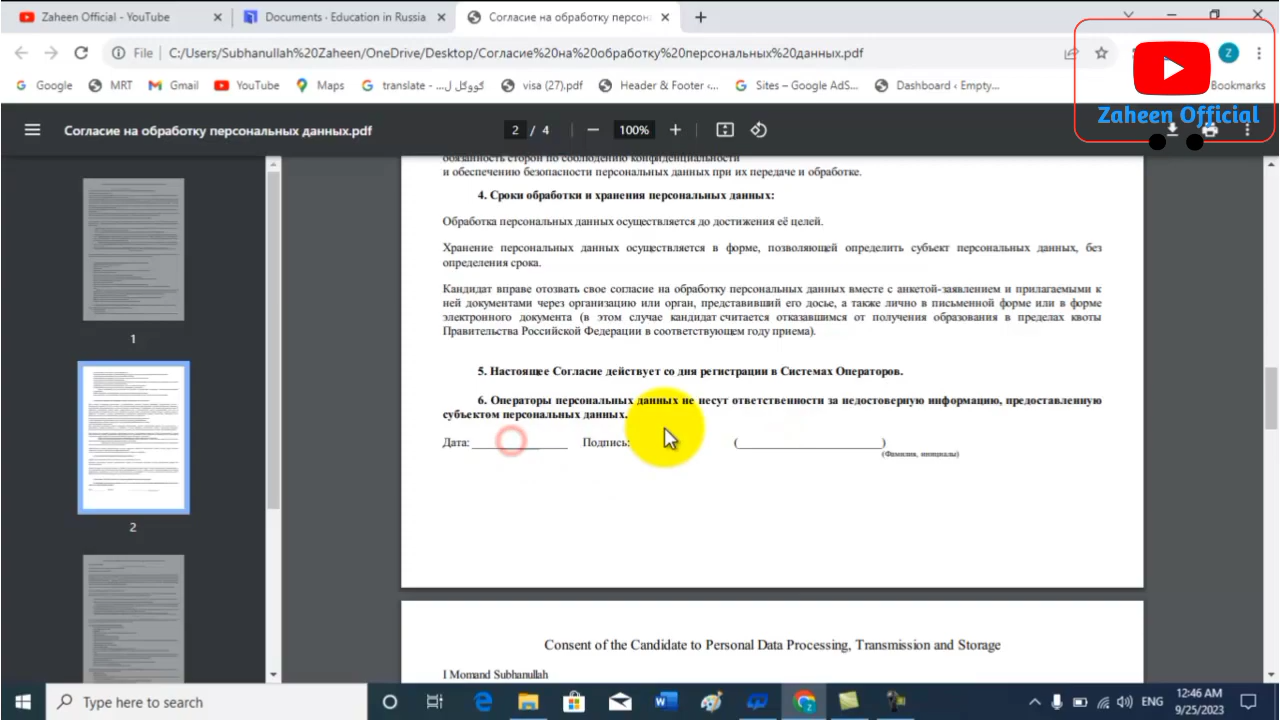 Zaheen Official - YouTube
Documents · Education in Russia
Согласие на обработку персон
File
C:/Users/Subhanullah%20Zaheen/OneDrive/Desktop/Согласие%20на%20обработку%20персональных%20данных.pdf
Z
Google
MRT
Gmail
YouTube
Maps
translate - ...كووكل ل
visa (27).pdf
Header & Footer ‹...
Sites – Google AdS...
Dashboard ‹ Empty...
Bookmarks
Zaheen Official
Согласие на обработку персональных данных.pdf
2 / 4
100%
обязанность сторон по соблюдению конфиденциальности
и обеспечению безопасности персональных данных при их передаче и обработке.
4. Сроки обработки и хранения персональных данных:
Обработка персональных данных осуществляется до достижения её целей.
Хранение персональных данных осуществляется в форме, позволяющей определить субъект персональных данных, без
определения срока.
Кандидат вправе отозвать свое согласие на обработку персональных данных вместе с анкетой-заявлением и прилагаемыми к
ней документами через организацию или орган, представивший его досье, а также лично в письменной форме или в форме
электронного документа (в этом случае кандидат считается отказавшимся от получения образования в пределах квоты
Правительства Российской Федерации в соответствующем году приема).
5. Настоящее Согласие действует со дня регистрации в Системах Операторов.
6. Операторы персональных данных не несут ответственности за недостоверную информацию, предоставленную
субъектом персональных данных.
Дата: ________________ Подпись: (________________________)
(Фамилия, инициалы)
1
2
Consent of the Candidate to Personal Data Processing, Transmission and Storage
I Momand Subhanullah
Type here to search
ENG
12:46 AM
9/25/2023